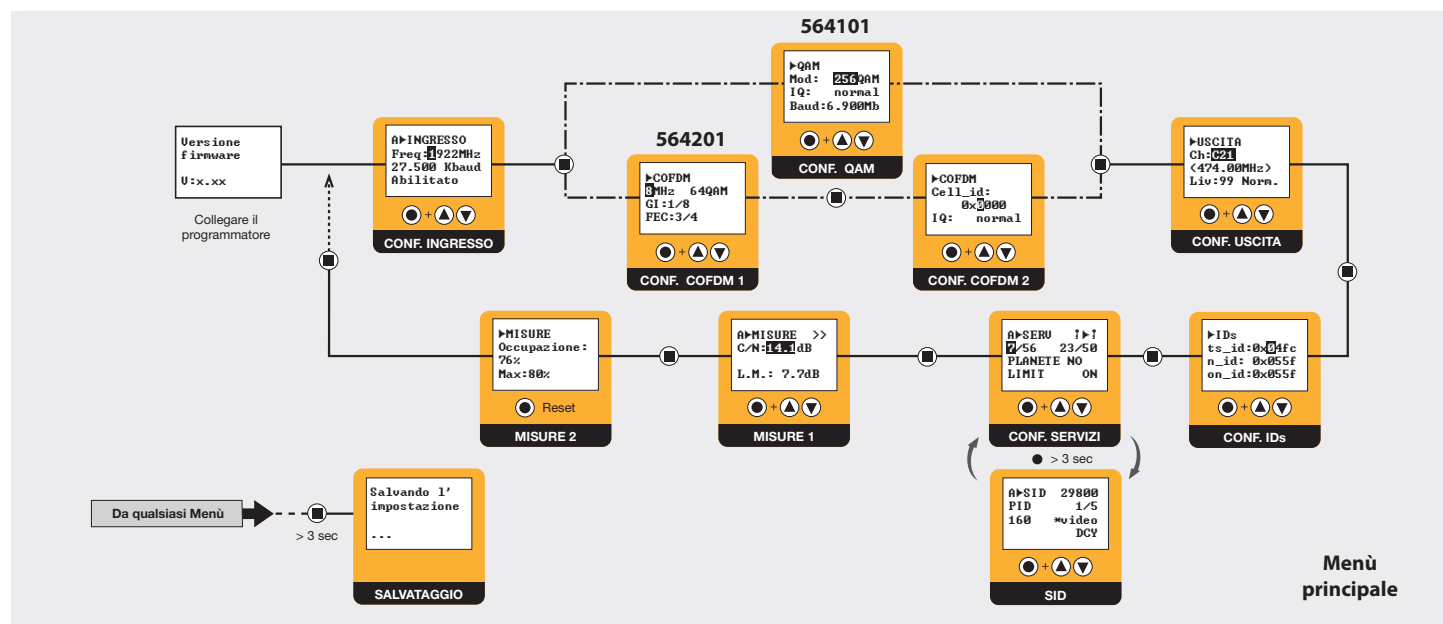 564101
▶QAM
Mod: 256QAM
IQ: normal
Baud:6.900Mb
+
CONF. QAM
Versione
firmware
V:x.xx
Collegare il
programmatore
A▶INGRESSO
Freq:1922MHz
27.500 Kbaud
Abilitato
+
CONF. INGRESSO
564201
▶COFDM
8MHz 64QAM
GI:1/8
FEC:3/4
+
CONF. COFDM 1
▶COFDM
Cell_id:
0x0000
IQ: normal
+
CONF. COFDM 2
▶USCITA
Ch:C21
<474.00MHz>
Liv:99 Norm.
+
CONF. USCITA
▶MISURE
Occupazione:
76%
Max:80%
Reset
MISURE 2
A▶MISURE >>
C/N:14.1dB
L.M.: 7.7dB
+
MISURE 1
A▶SERV
7/56 23/50
PLANETE NO
LIMIT ON
+
CONF. SERVIZI
▶IDs
ts_id:0x04fc
n_id: 0x055f
on_id:0x055f
+
CONF. IDs
> 3 sec
A▶SID 29800
PID 1/5
160 *video
DCY
+
SID
Da qualsiasi Menù
> 3 sec
Salvando l'
impostazione
...
SALVATAGGIO
Menù
principale